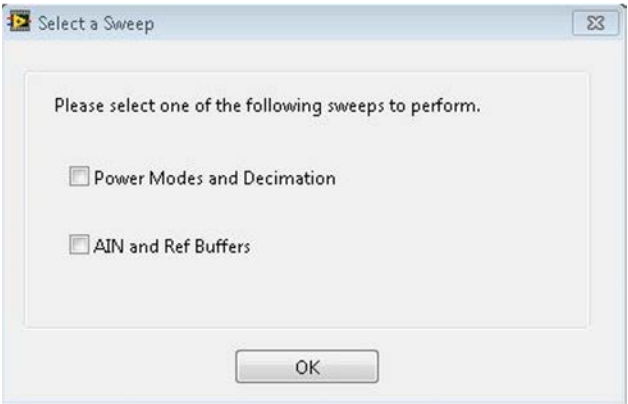 Select a Sweep
Please select one of the following sweeps to perform.
Power Modes and Decimation
AIN and Ref Buffers
OK